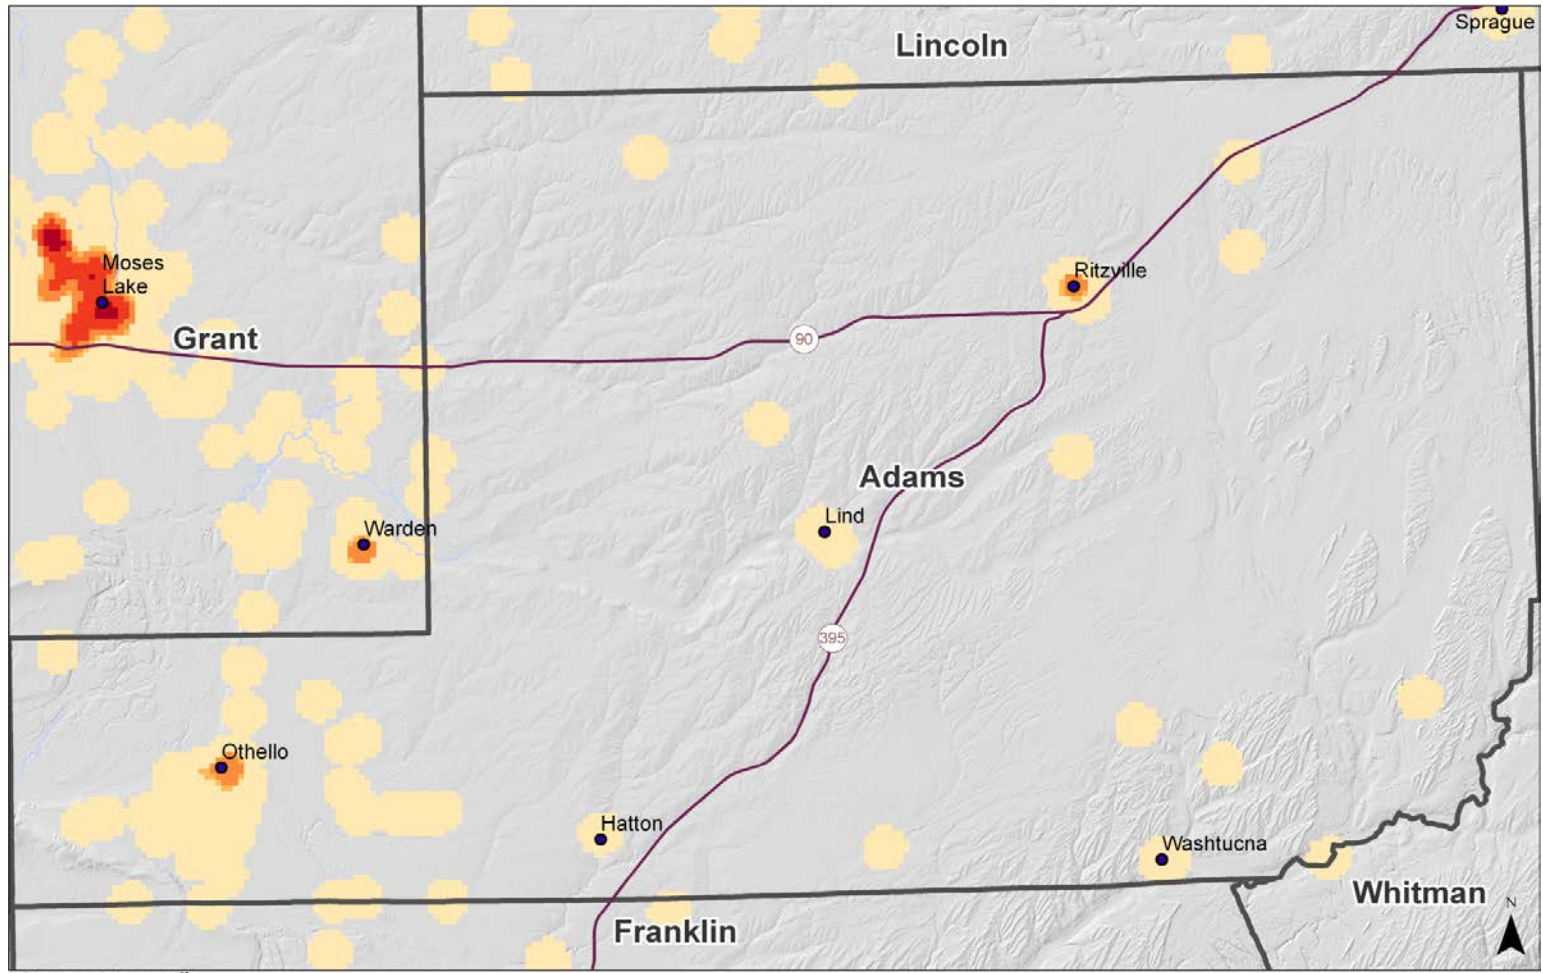 Lincoln
Sprague
Moses
Lake
Ritzville
Grant
90
Adams
Lind
Warden
395
Othello
Hatton
Washtucna
Whitman
N
Franklin